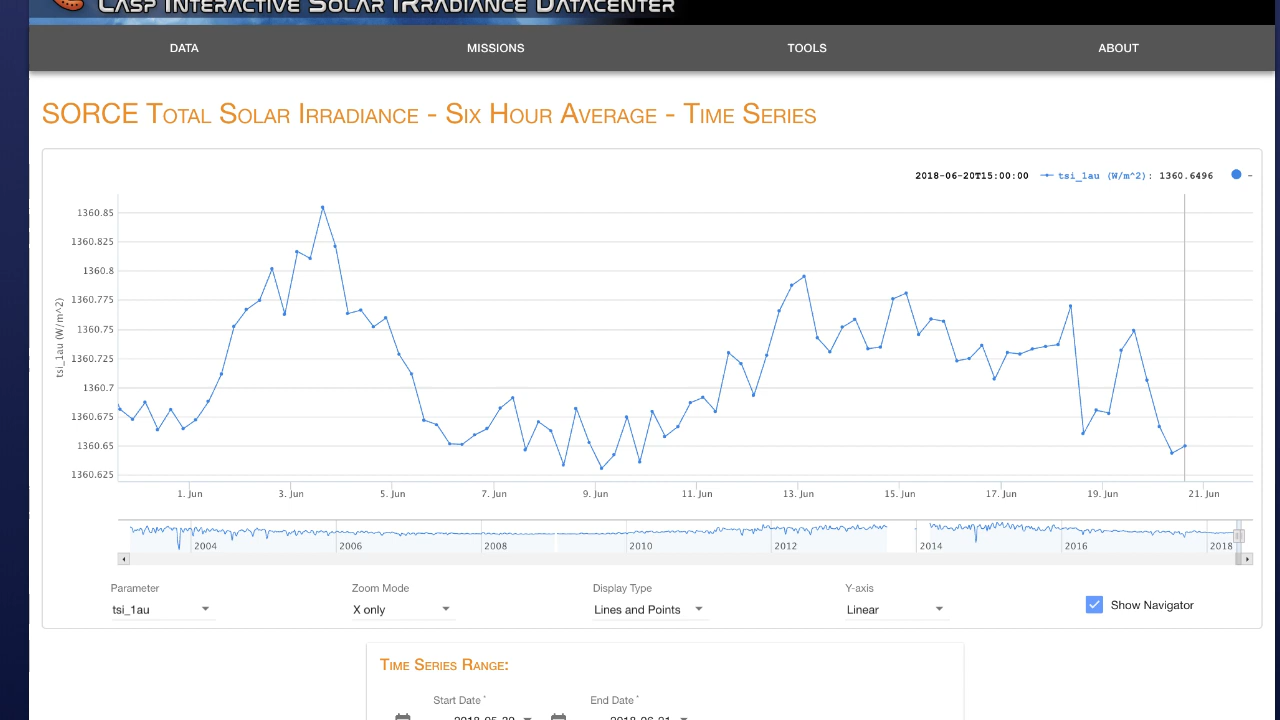 LASP INTERACTIVE SOLAR IRRADIANCE DATACENTER
DATA MISSIONS TOOLS ABOUT
SORCE TOTAL SOLAR IRRADIANCE - SIX HOUR AVERAGE - TIME SERIES
2018-06-20T15:00:00 tsi_1au (W/m^2): 1360.6496 -
1360.85
1360.825
1360.8
1360.775
1360.75
1360.725
1360.7
1360.675
1360.65
1360.625
tsi_1au (W/m^2)
1. Jun 3. Jun 5. Jun 7. Jun 9. Jun 11. Jun 13. Jun 15. Jun 17. Jun 19. Jun 21. Jun
2004 2006 2008 2010 2012 2014 2016 2018
Parameter Zoom Mode Display Type Y-axis
tsi_1au X only Lines and Points Linear Show Navigator
TIME SERIES RANGE:
Start Date * End Date *